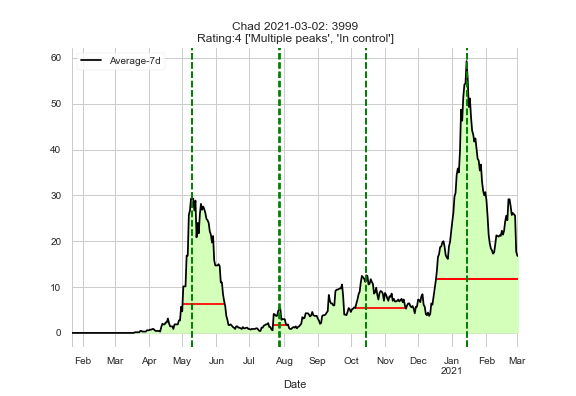 Chad 2021-03-02: 3999
Rating:4 ['Multiple peaks', 'In control']
Average-7d
60
50
40
30
20
10
0
Feb Mar Apr May Jun Jul Aug Sep Oct Nov Dec Jan Feb Mar
2021
Date